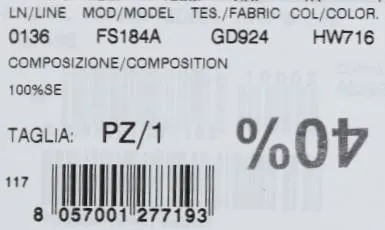 LN/LINE MOD/MODEL TES./FABRIC COL/COLOR.
0136 FS184A GD924 HW716
COMPOSIZIONE/COMPOSITION
100%SE
TAGLIA: PZ/1
40%
117
8 057001 277193